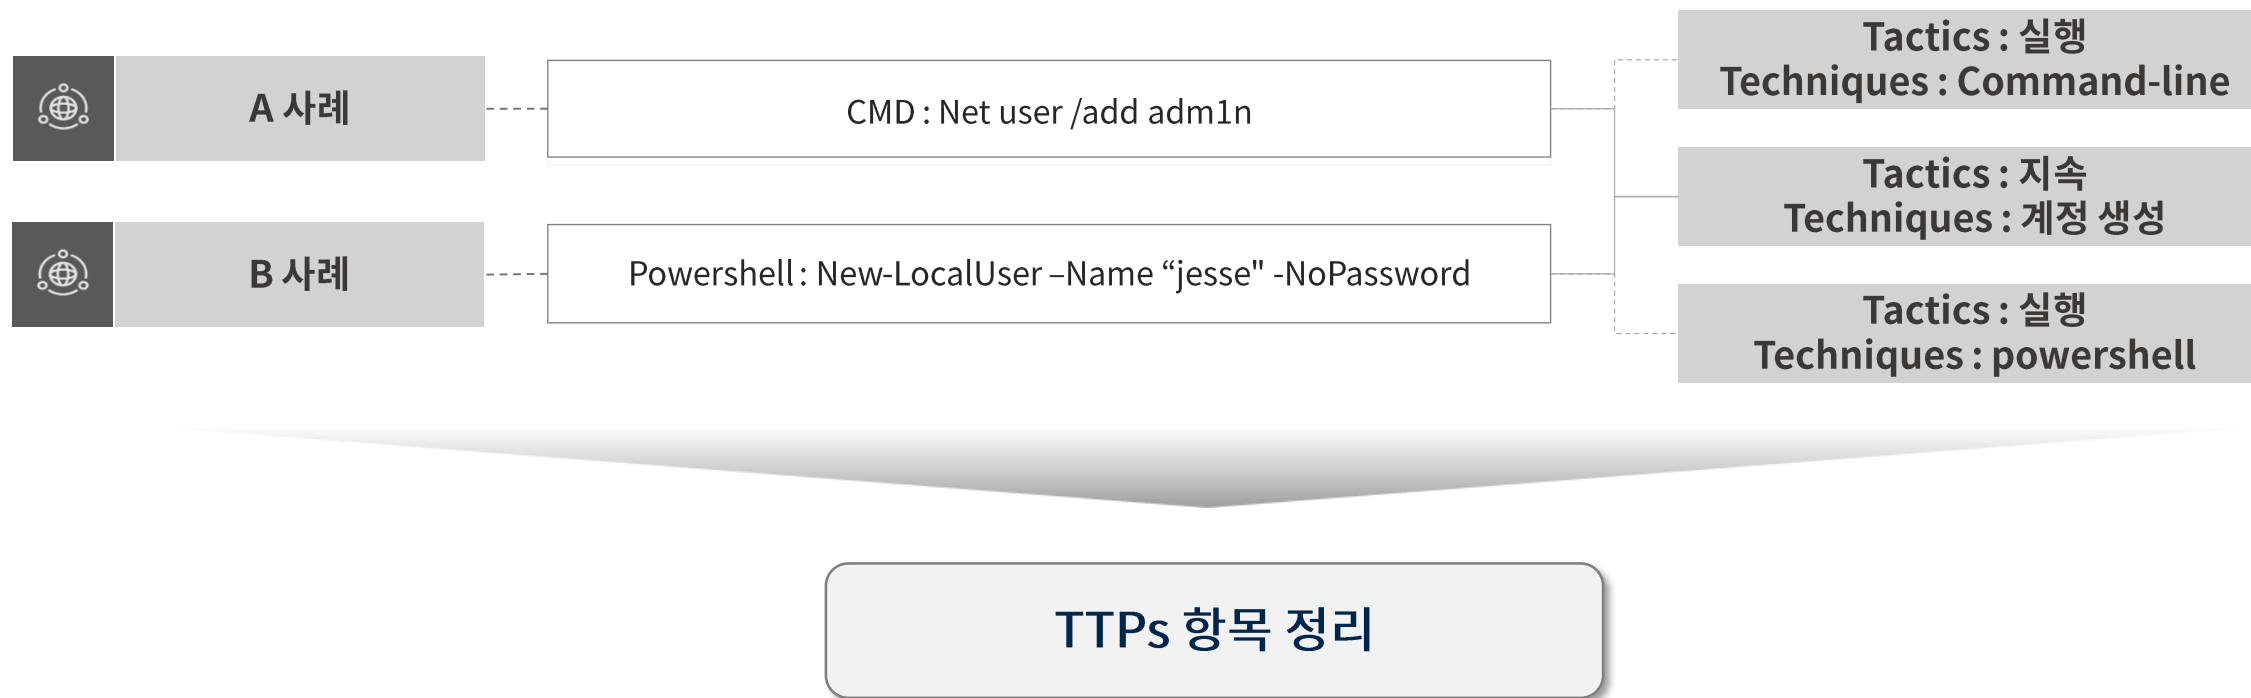 A 사례
CMD : Net user /add adm1n
Tactics : 실행
Techniques : Command-line
Tactics : 지속
Techniques : 계정 생성
B 사례
Powershell : New-LocalUser –Name “jesse" -NoPassword
Tactics : 실행
Techniques : powershell
TTPs 항목 정리